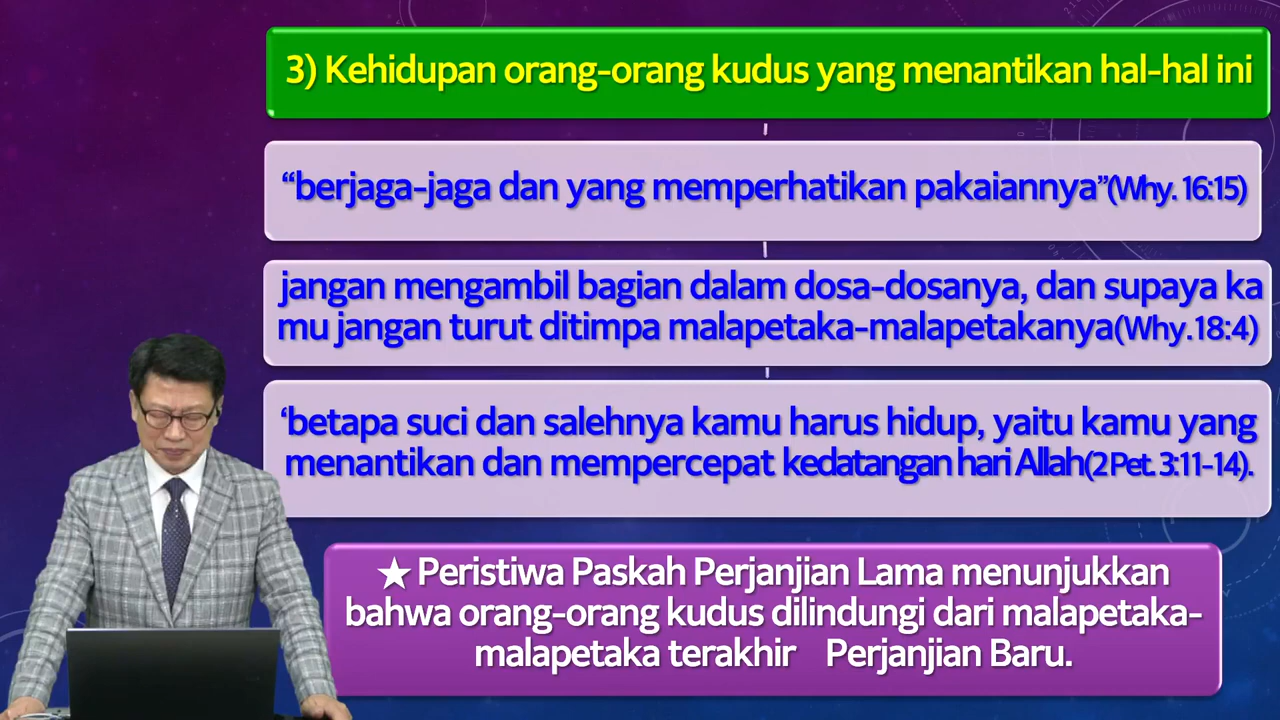 3) Kehidupan orang-orang kudus yang menantikan hal-hal ini
“berjaga-jaga dan yang memperhatikan pakaiannya”(Why. 16:15)
jangan mengambil bagian dalam dosa-dosanya, dan supaya ka
mu jangan turut ditimpa malapetaka-malapetakanya(Why.18:4)
‘betapa suci dan salehnya kamu harus hidup, yaitu kamu yang
menantikan dan mempercepat kedatangan hari Allah(2 Pet. 3:11-14).
★ Peristiwa Paskah Perjanjian Lama menunjukkan
bahwa orang-orang kudus dilindungi dari malapetaka-
malapetaka terakhir Perjanjian Baru.